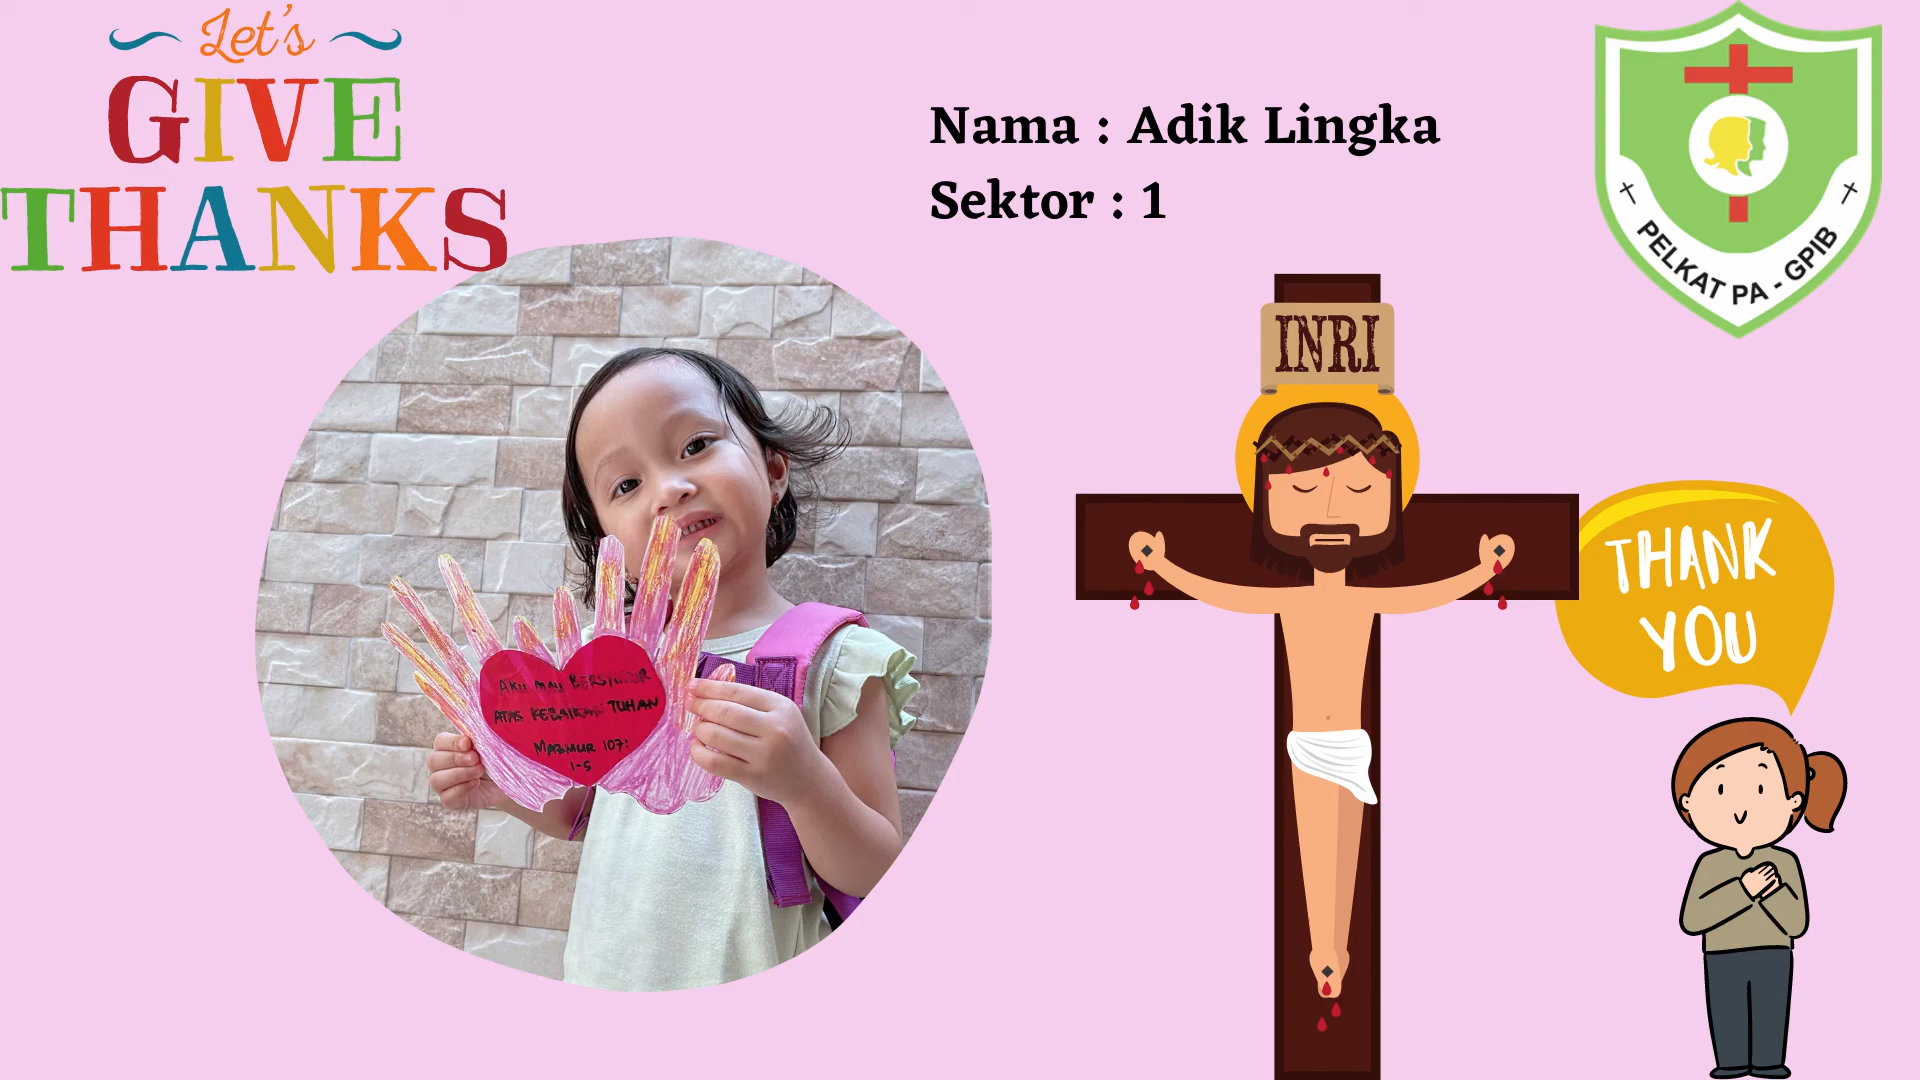 Let's
GIVE
THANKS
Nama : Adik Lingka
Sektor : 1
PELKAT PA - GPIB
INRI
THANK
YOU
AKU MAU BERSYUKUR
ATAS KEBAIKAN TUHAN
MAZMUR 107:
1-5